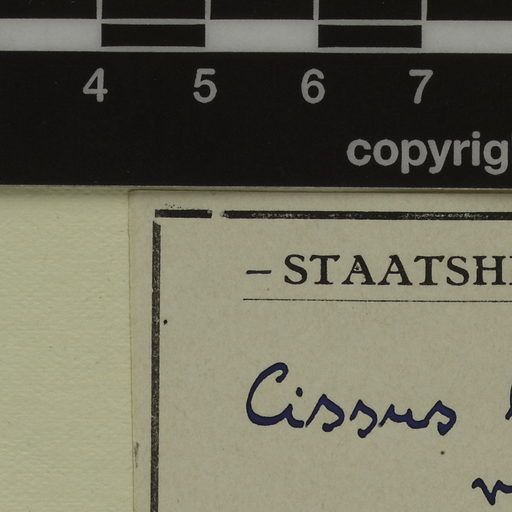 4 5 6 7
copyrig
– STAATSH
Cissus